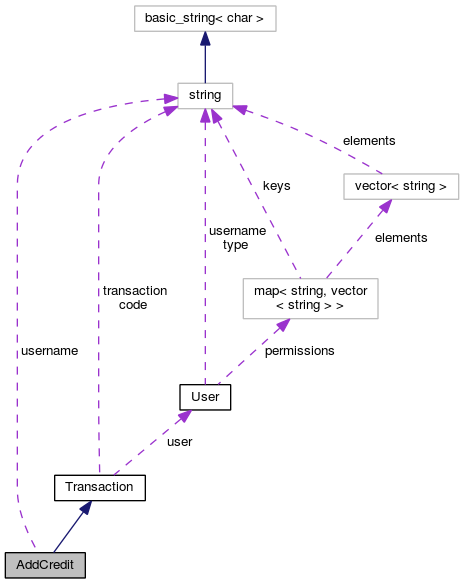 basic_string< char >
string
elements
keys
vector< string >
username
type
elements
transaction
code
map< string, vector
< string > >
username
permissions
User
user
Transaction
AddCredit